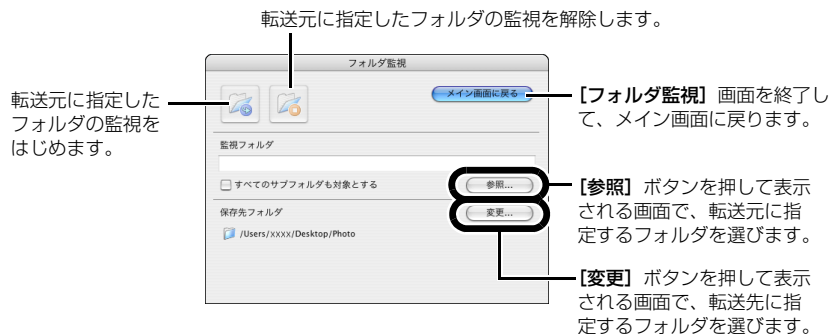 転送元に指定したフォルダの監視を解除します。
フォルダ監視
転送元に指定した
フォルダの監視を
はじめます。
メイン画面に戻る
[フォルダ監視] 画面を終了し
て、メイン画面に戻ります。
監視フォルダ
すべてのサブフォルダも対象とする
参照...
[参照] ボタンを押して表示
される画面で、転送元に指
定するフォルダを選びます。
保存先フォルダ
変更...
/Users/xxxx/Desktop/Photo
[変更] ボタンを押して表示
される画面で、転送先に指
定するフォルダを選びます。